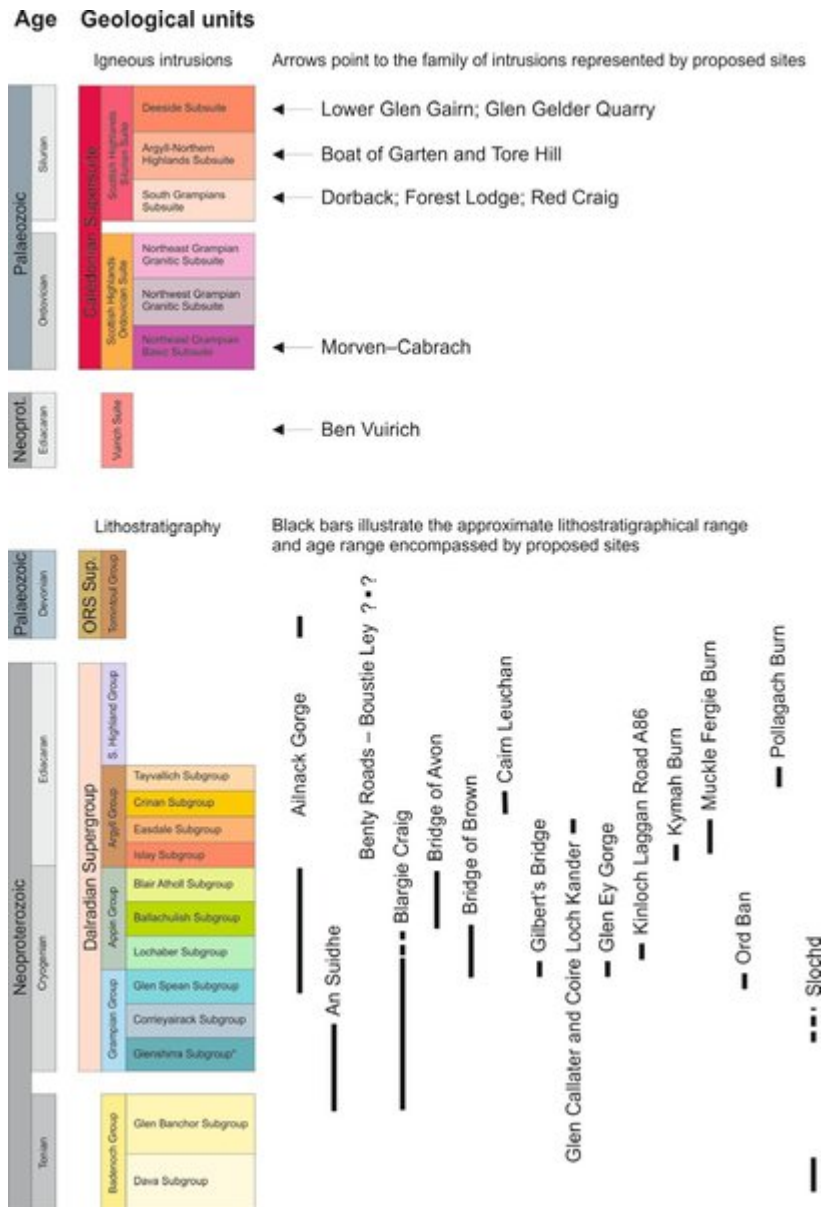 Age Geological units
Igneous intrusions
Arrows point to the family of intrusions represented by proposed sites
Palaeozoic
Silurian
Ordovician
Caledonian Supersuite
Scottish Highlands
Silurian Suite
Deeside Subsuite
Argyll-Northern
Highlands Subsuite
South Grampians
Subsuite
Scottish Highlands
Ordovician Suite
Northeast Grampian
Granitic Subsuite
Northwest Grampian
Granitic Subsuite
Northeast Grampian
Basic Subsuite
Lower Glen Gairn; Glen Gelder Quarry
Boat of Garten and Tore Hill
Dorback; Forest Lodge; Red Craig
Morven–Cabrach
Neoprot.
Ediacaran
Vuirich Suite
Ben Vuirich
Lithostratigraphy
Black bars illustrate the approximate lithostratigraphical range
and age range encompassed by proposed sites
Palaeozoic
Devonian
ORS Sup.
Tomintoul Group
Neoproterozoic
Ediacaran
Cryogenian
Tonian
Dalradian Supergroup
S. Highland Group
Argyll Group
Tayvallich Subgroup
Crinan Subgroup
Easdale Subgroup
Islay Subgroup
Appin Group
Blair Atholl Subgroup
Ballachulish Subgroup
Lochaber Subgroup
Grampian Group
Glen Spean Subgroup
Corrieyairack Subgroup
Glenshirra Subgroup*
Badenoch Group
Glen Banchor Subgroup
Dava Subgroup
Ailnack Gorge
An Suidhe
Benty Roads – Boustie Ley ?•?
Blargie Craig
Bridge of Avon
Bridge of Brown
Cairn Leuchan
Gilbert's Bridge
Glen Callater and Coire Loch Kander
Glen Ey Gorge
Kinloch Laggan Road A86
Kymah Burn
Muckle Fergie Burn
Ord Ban
Pollagach Burn
Slochd